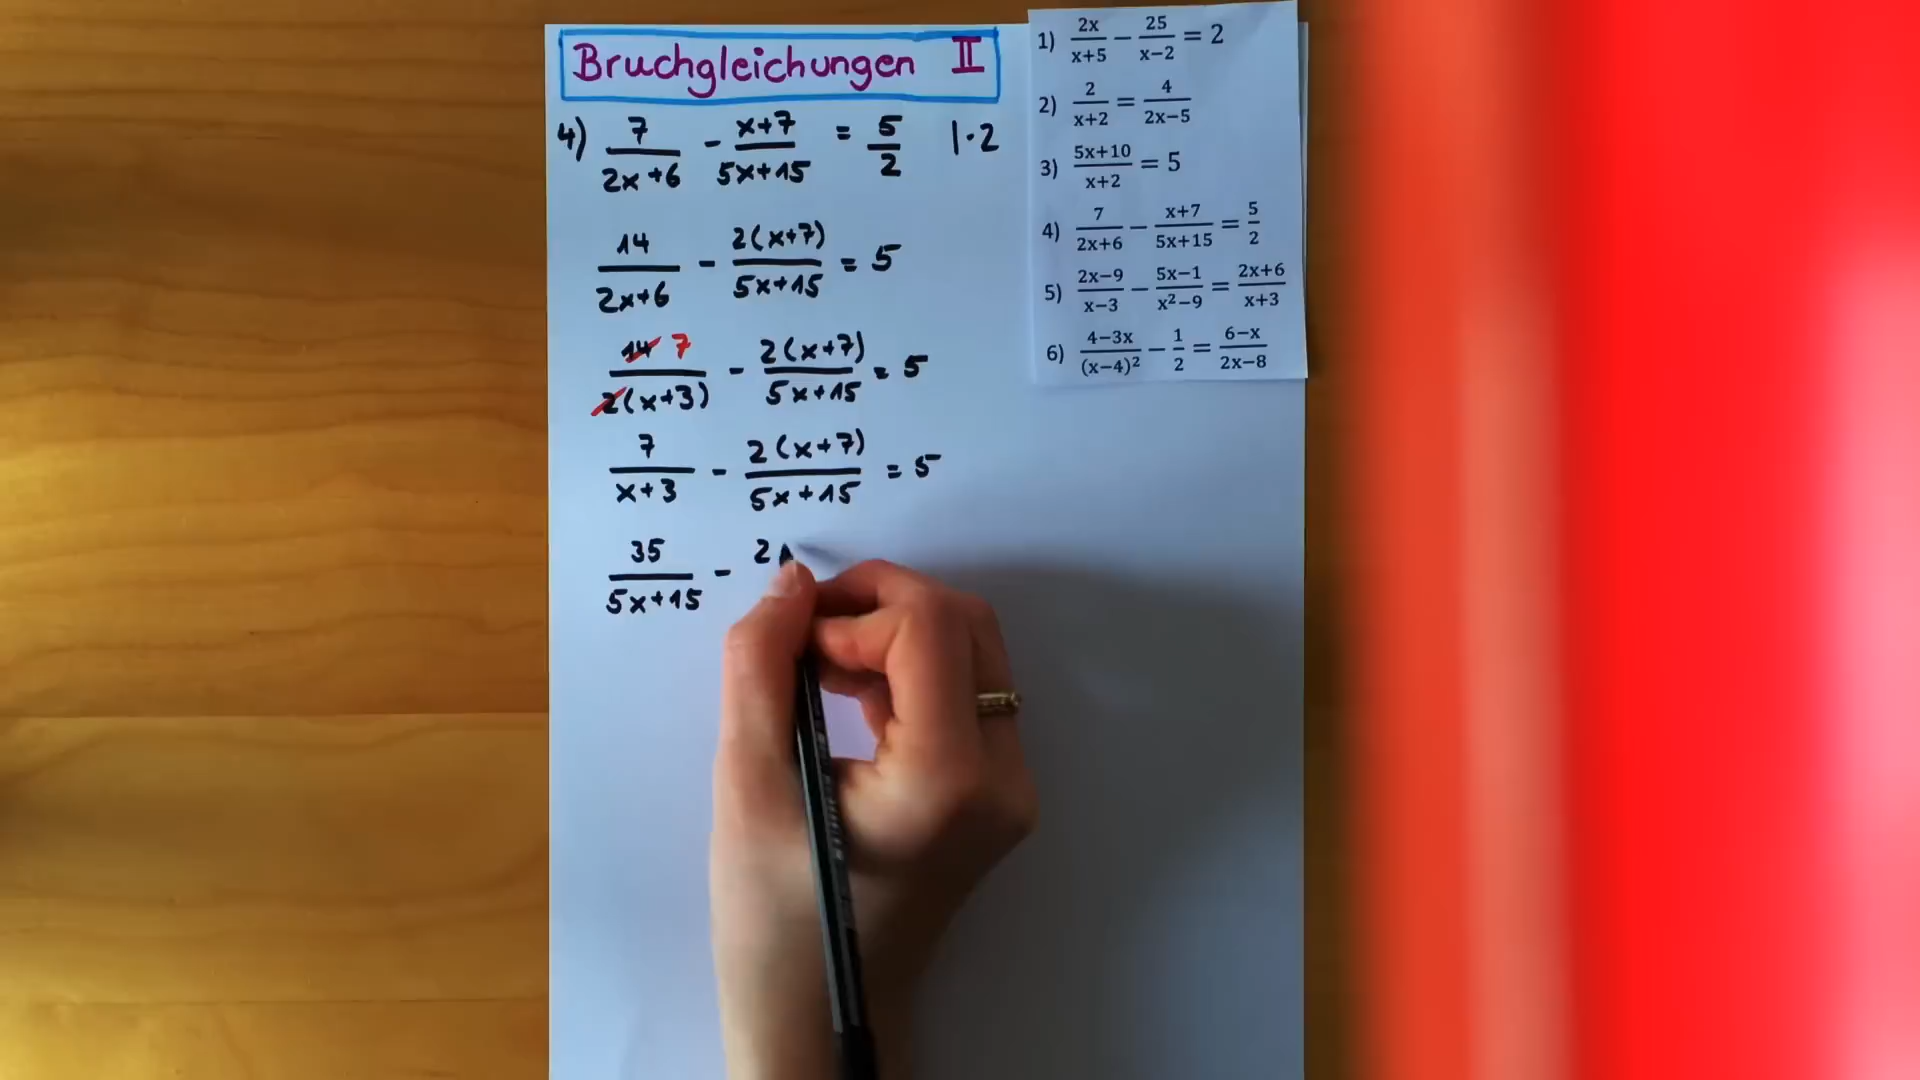 Bruchgleichungen II
4) 7/(2x+6) - (x+7)/(5x+15) = 5/2 |·2
14/(2x+6) - 2(x+7)/(5x+15) = 5
14 7/2(x+3) - 2(x+7)/(5x+15) = 5
7/(x+3) - 2(x+7)/(5x+15) = 5
35/(5x+15) - 2
1) 2x/(x+5) − 25/(x−2) = 2
2) 2/(x+2) = 4/(2x−5)
3) (5x+10)/(x+2) = 5
4) 7/(2x+6) − (x+7)/(5x+15) = 5/2
5) (2x−9)/(x−3) − (5x−1)/(x²−9) = (2x+6)/(x+3)
6) (4−3x)/(x−4)² − 1/2 = (6−x)/(2x−8)